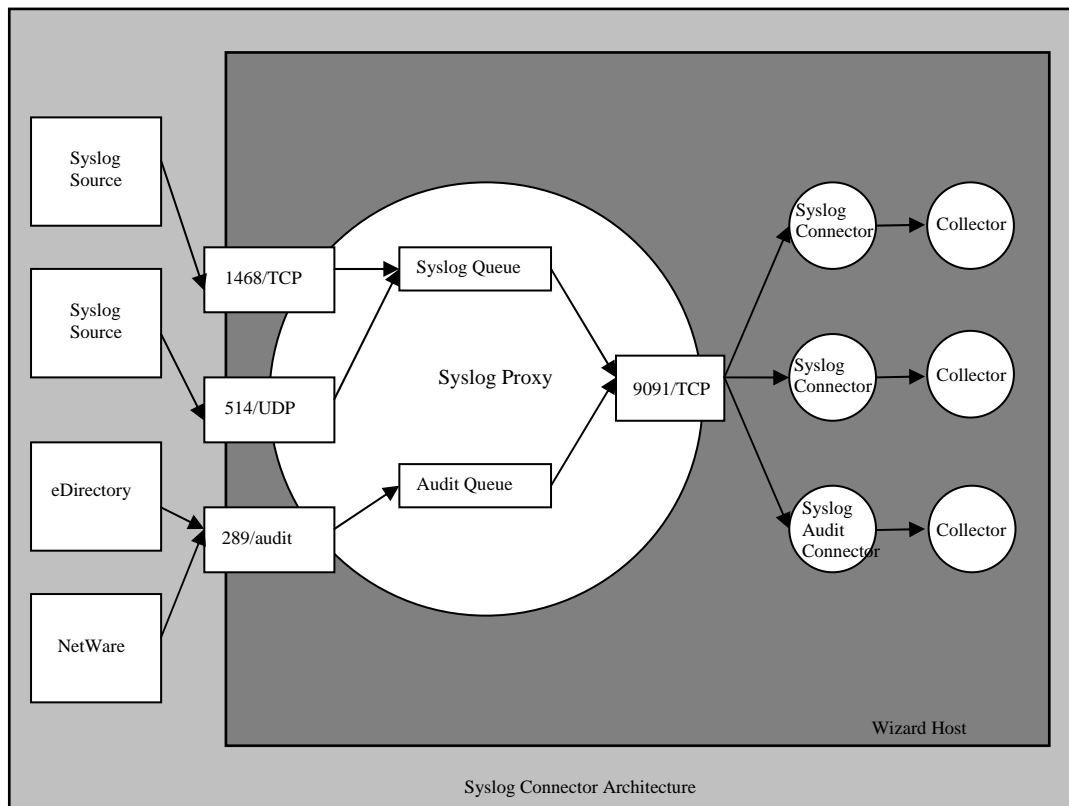 Syslog
Source
Syslog
Source
eDirectory
NetWare
1468/TCP
514/UDP
289/audit
Syslog Queue
Syslog Proxy
Audit Queue
9091/TCP
Syslog
Connector
Collector
Syslog
Connector
Collector
Syslog
Audit
Connector
Collector
Wizard Host
Syslog Connector Architecture